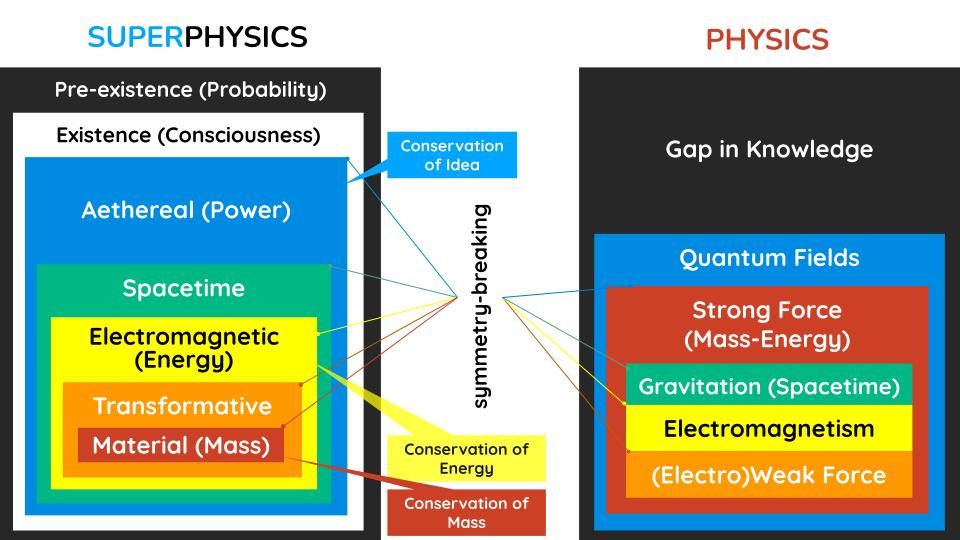 SUPERPHYSICS
Pre-existence (Probability)
Existence (Consciousness)
Aethereal (Power)
Spacetime
Electromagnetic
(Energy)
Transformative
Material (Mass)
Conservation
of Idea
symmetry-breaking
Conservation of
Energy
Conservation of
Mass
PHYSICS
Gap in Knowledge
Quantum Fields
Strong Force
(Mass-Energy)
Gravitation (Spacetime)
Electromagnetism
(Electro)Weak Force